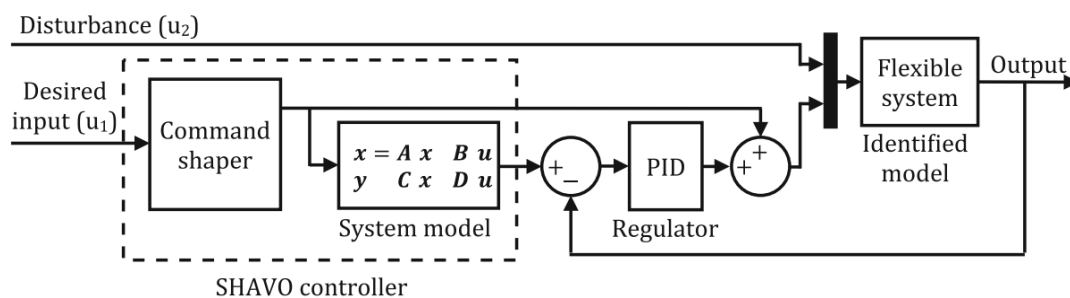 Disturbance (u₂)
Desired
input (u₁)
Command
shaper
x = A x B u
y C x D u
System model
SHAVO controller
+
−
PID
Regulator
+
+
Flexible
system
Identified
model
Output